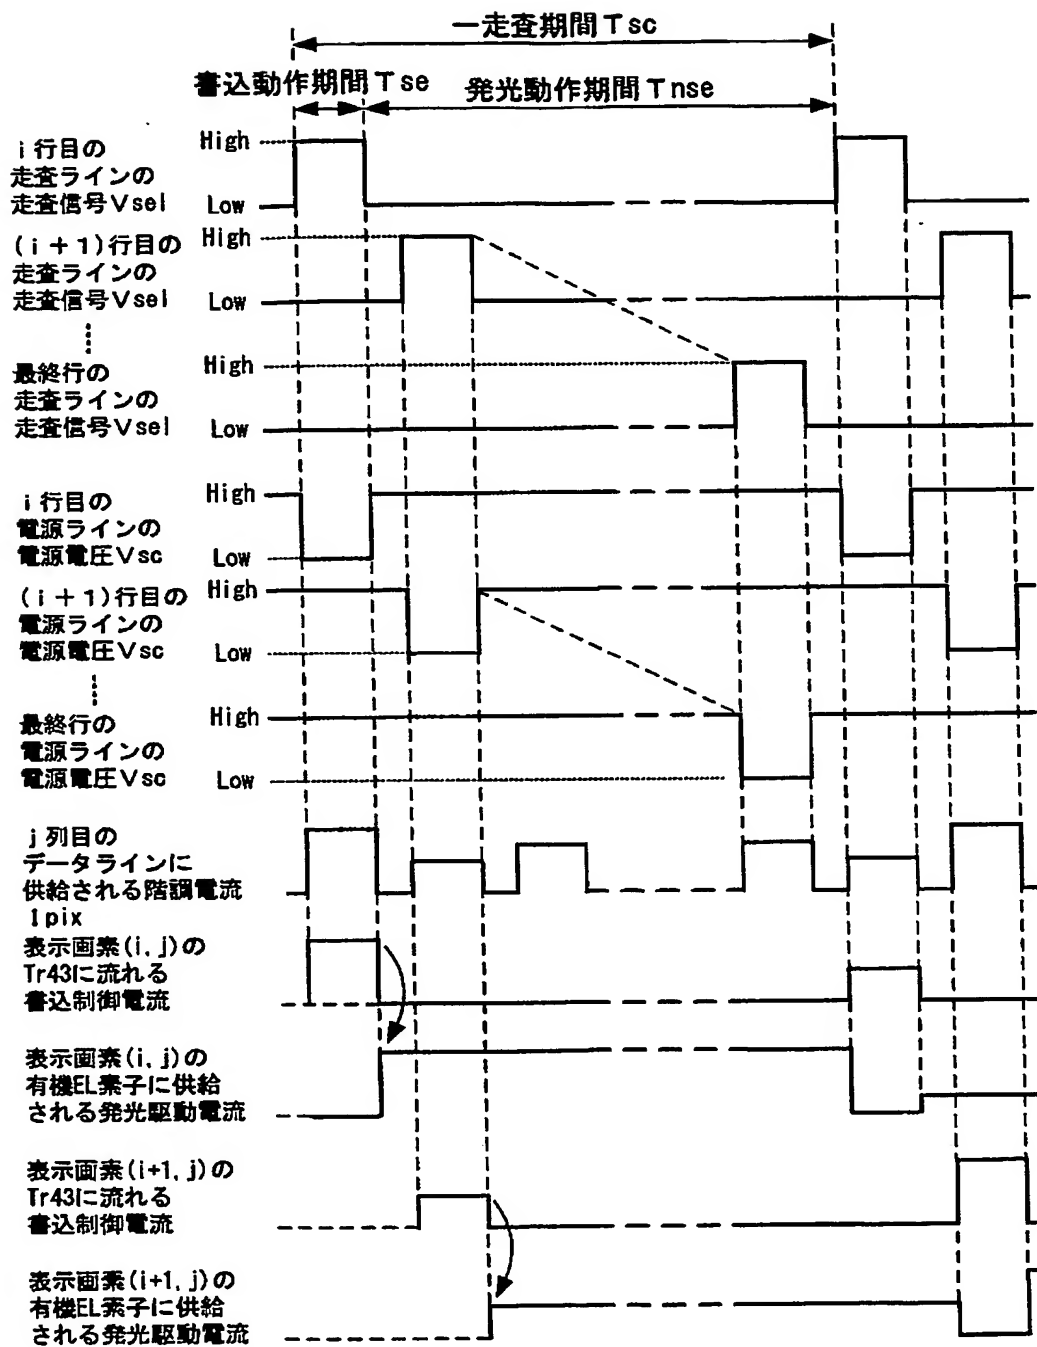 一走査期間Tsc
書込動作期間Tse
発光動作期間Tnse
i行目の
走査ラインの
走査信号Vsel
High
Low
(i+1)行目の
走査ラインの
走査信号Vsel
High
Low
最終行の
走査ラインの
走査信号Vsel
High
Low
i行目の
電源ラインの
電源電圧Vsc
High
Low
(i+1)行目の
電源ラインの
電源電圧Vsc
High
Low
最終行の
電源ラインの
電源電圧Vsc
High
Low
j列目の
データラインに
供給される階調電流
Ipix
表示画素(i,j)の
Tr43に流れる
書込制御電流
表示画素(i,j)の
有機EL素子に供給
される発光駆動電流
表示画素(i+1,j)の
Tr43に流れる
書込制御電流
表示画素(i+1,j)の
有機EL素子に供給
される発光駆動電流